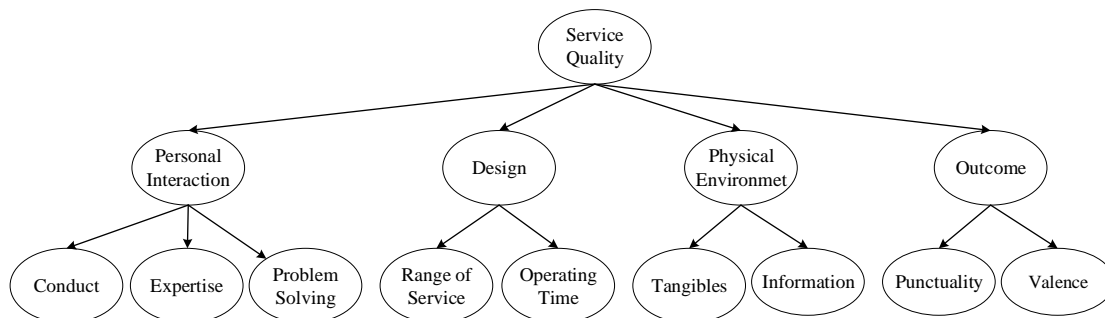 Service
Quality
Personal
Interaction
Design
Physical
Environmet
Outcome
Conduct
Expertise
Problem
Solving
Range of
Service
Operating
Time
Tangibles
Information
Punctuality
Valence